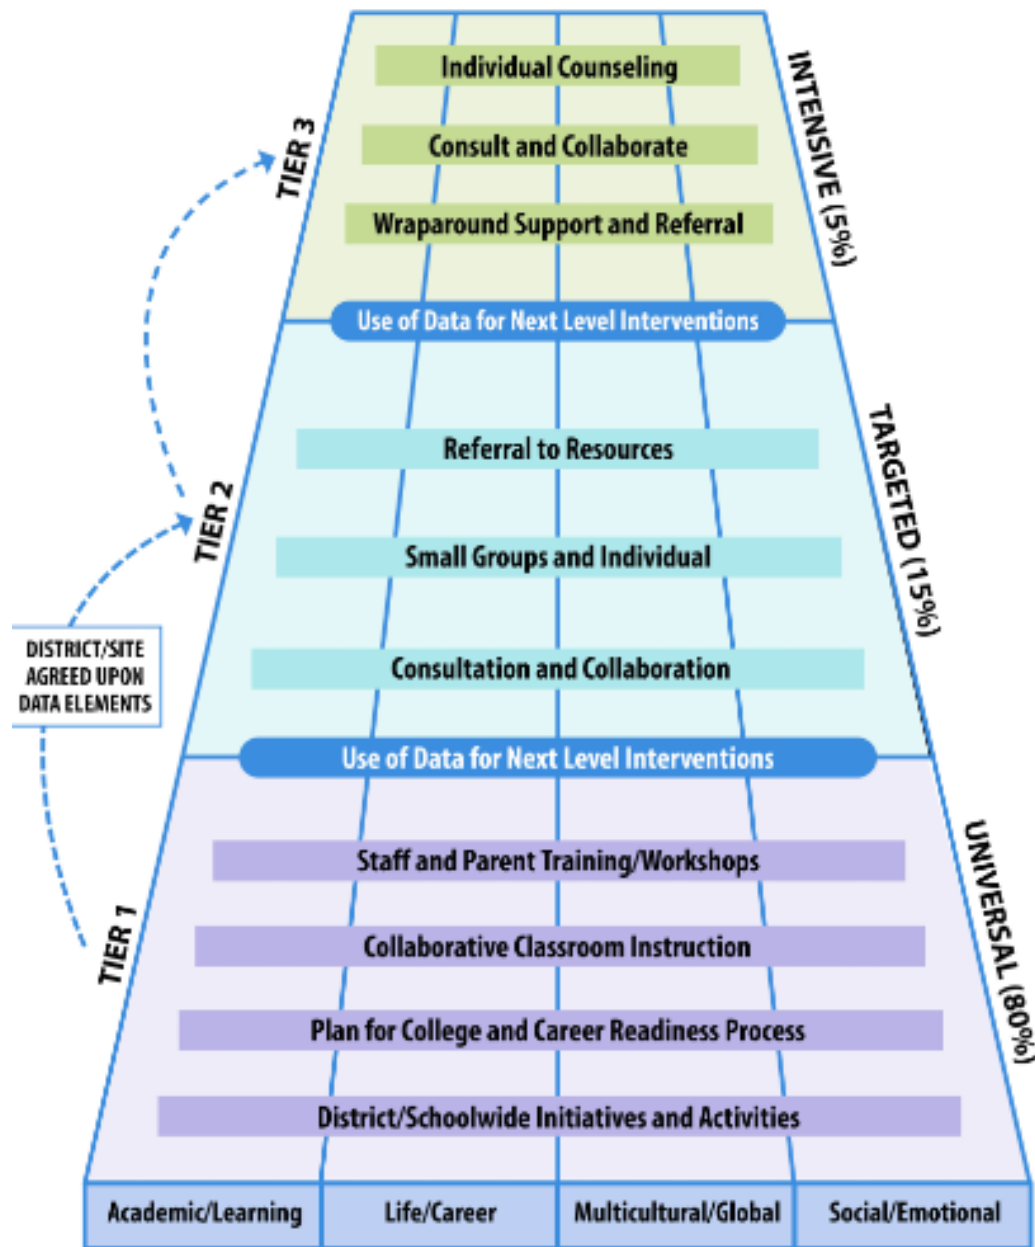 Individual Counseling
Consult and Collaborate
Wraparound Support and Referral
TIER 3
INTENSIVE (5%)
Use of Data for Next Level Interventions
Referral to Resources
Small Groups and Individual
Consultation and Collaboration
TIER 2
TARGETED (15%)
DISTRICT/SITE
AGREED UPON
DATA ELEMENTS
Use of Data for Next Level Interventions
Staff and Parent Training/Workshops
Collaborative Classroom Instruction
Plan for College and Career Readiness Process
District/Schoolwide Initiatives and Activities
TIER 1
UNIVERSAL (80%)
Academic/Learning
Life/Career
Multicultural/Global
Social/Emotional